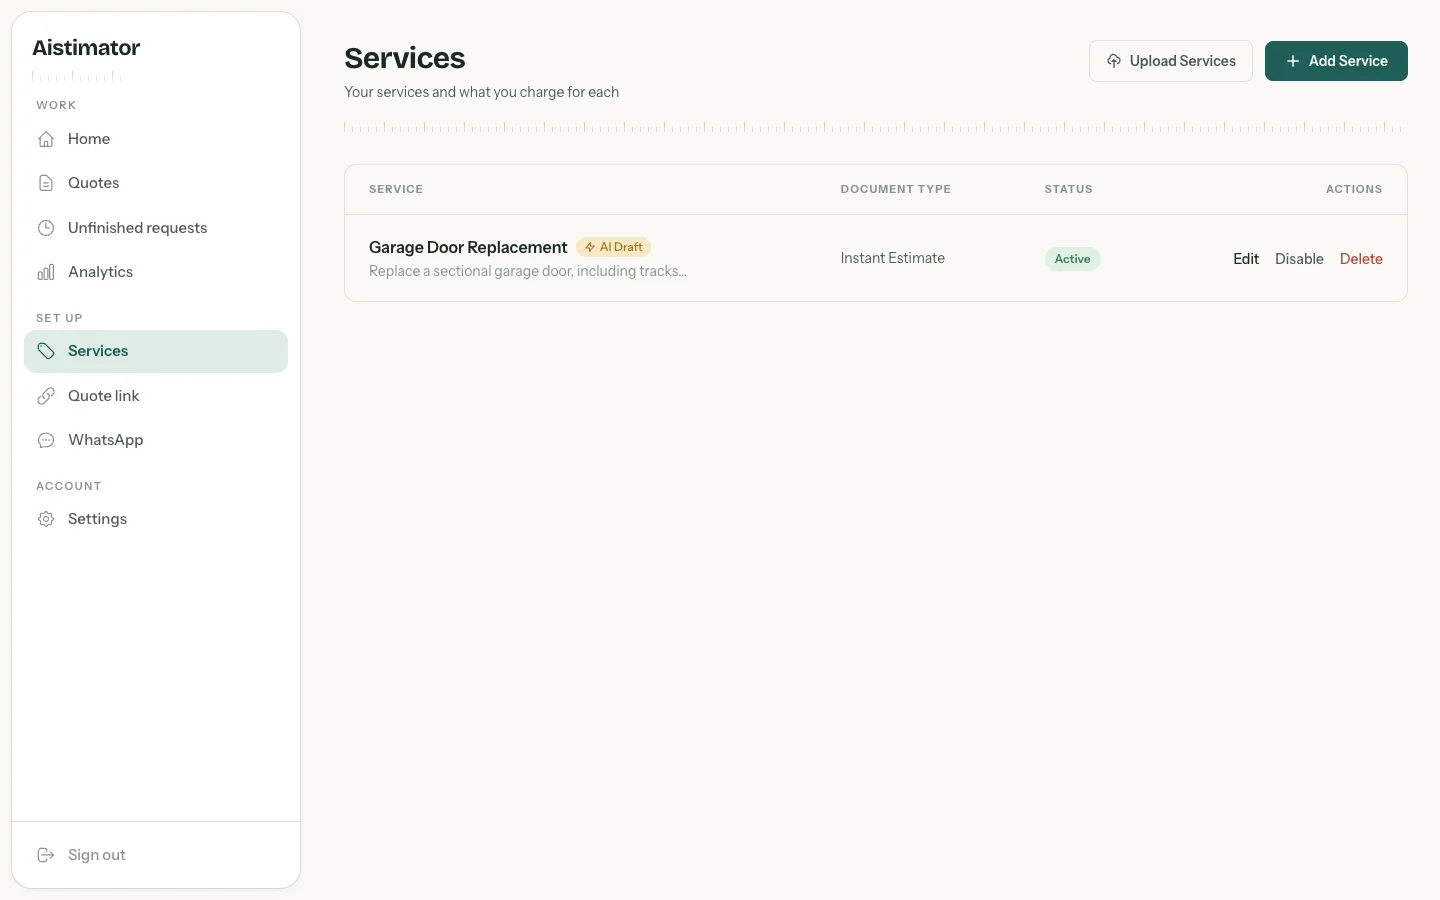 Aistimator
WORK
Home
Quotes
Unfinished requests
Analytics
SET UP
Services
Quote link
WhatsApp
ACCOUNT
Settings
Sign out
Services
Your services and what you charge for each
Upload Services
Add Service
SERVICE DOCUMENT TYPE STATUS ACTIONS
Garage Door Replacement AI Draft
Replace a sectional garage door, including tracks...
Instant Estimate
Active
Edit Disable Delete